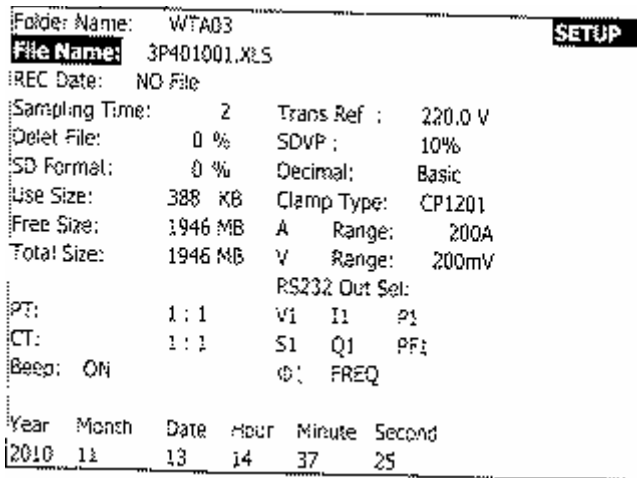 Folder Name: WTA03
SETUP
File Name: 3P401001.XLS
REC Date: NO File
Sampling Time: 2 Trans Ref : 220.0 V
Delet File: 0 % SDVP : 10%
SD Format: 0 % Decimal: Basic
Use Size: 388 KB Clamp Type: CP1201
Free Size: 1946 MB A Range: 200A
Total Size: 1946 MB V Range: 200mV
RS232 Out Sel:
PT: 1 : 1 V1 I1 P1
CT: 1 : 1 S1 Q1 PF1
Beep: ON Φ1 FREQ
Year Month Date Hour Minute Second
2010 11 13 14 37 25